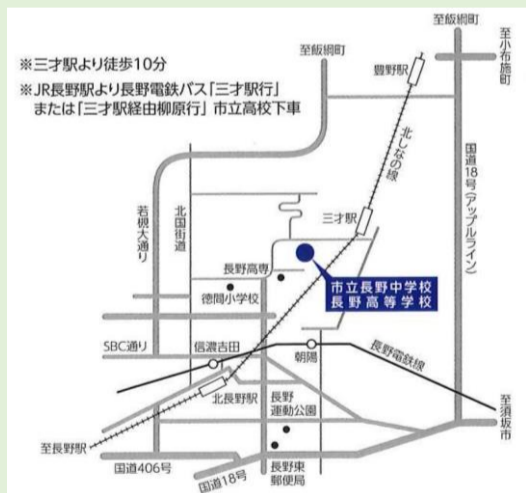 至飯綱町
至飯綱町
至小布施町
※三才駅より徒歩10分
※JR長野駅より長野電鉄バス「三才駅行」
または「三才駅経由柳原行」 市立高校下車
豊野駅
北しなの線
国道18号(アップルライン)
若槻大通り
北国街道
三才駅
長野高専
徳間小学校
市立長野中学校
長野高等学校
SBC通り
信濃吉田
朝陽
長野電鉄線
北長野駅
長野
運動公園
至須坂市
至長野駅
国道406号
国道18号
長野東
郵便局